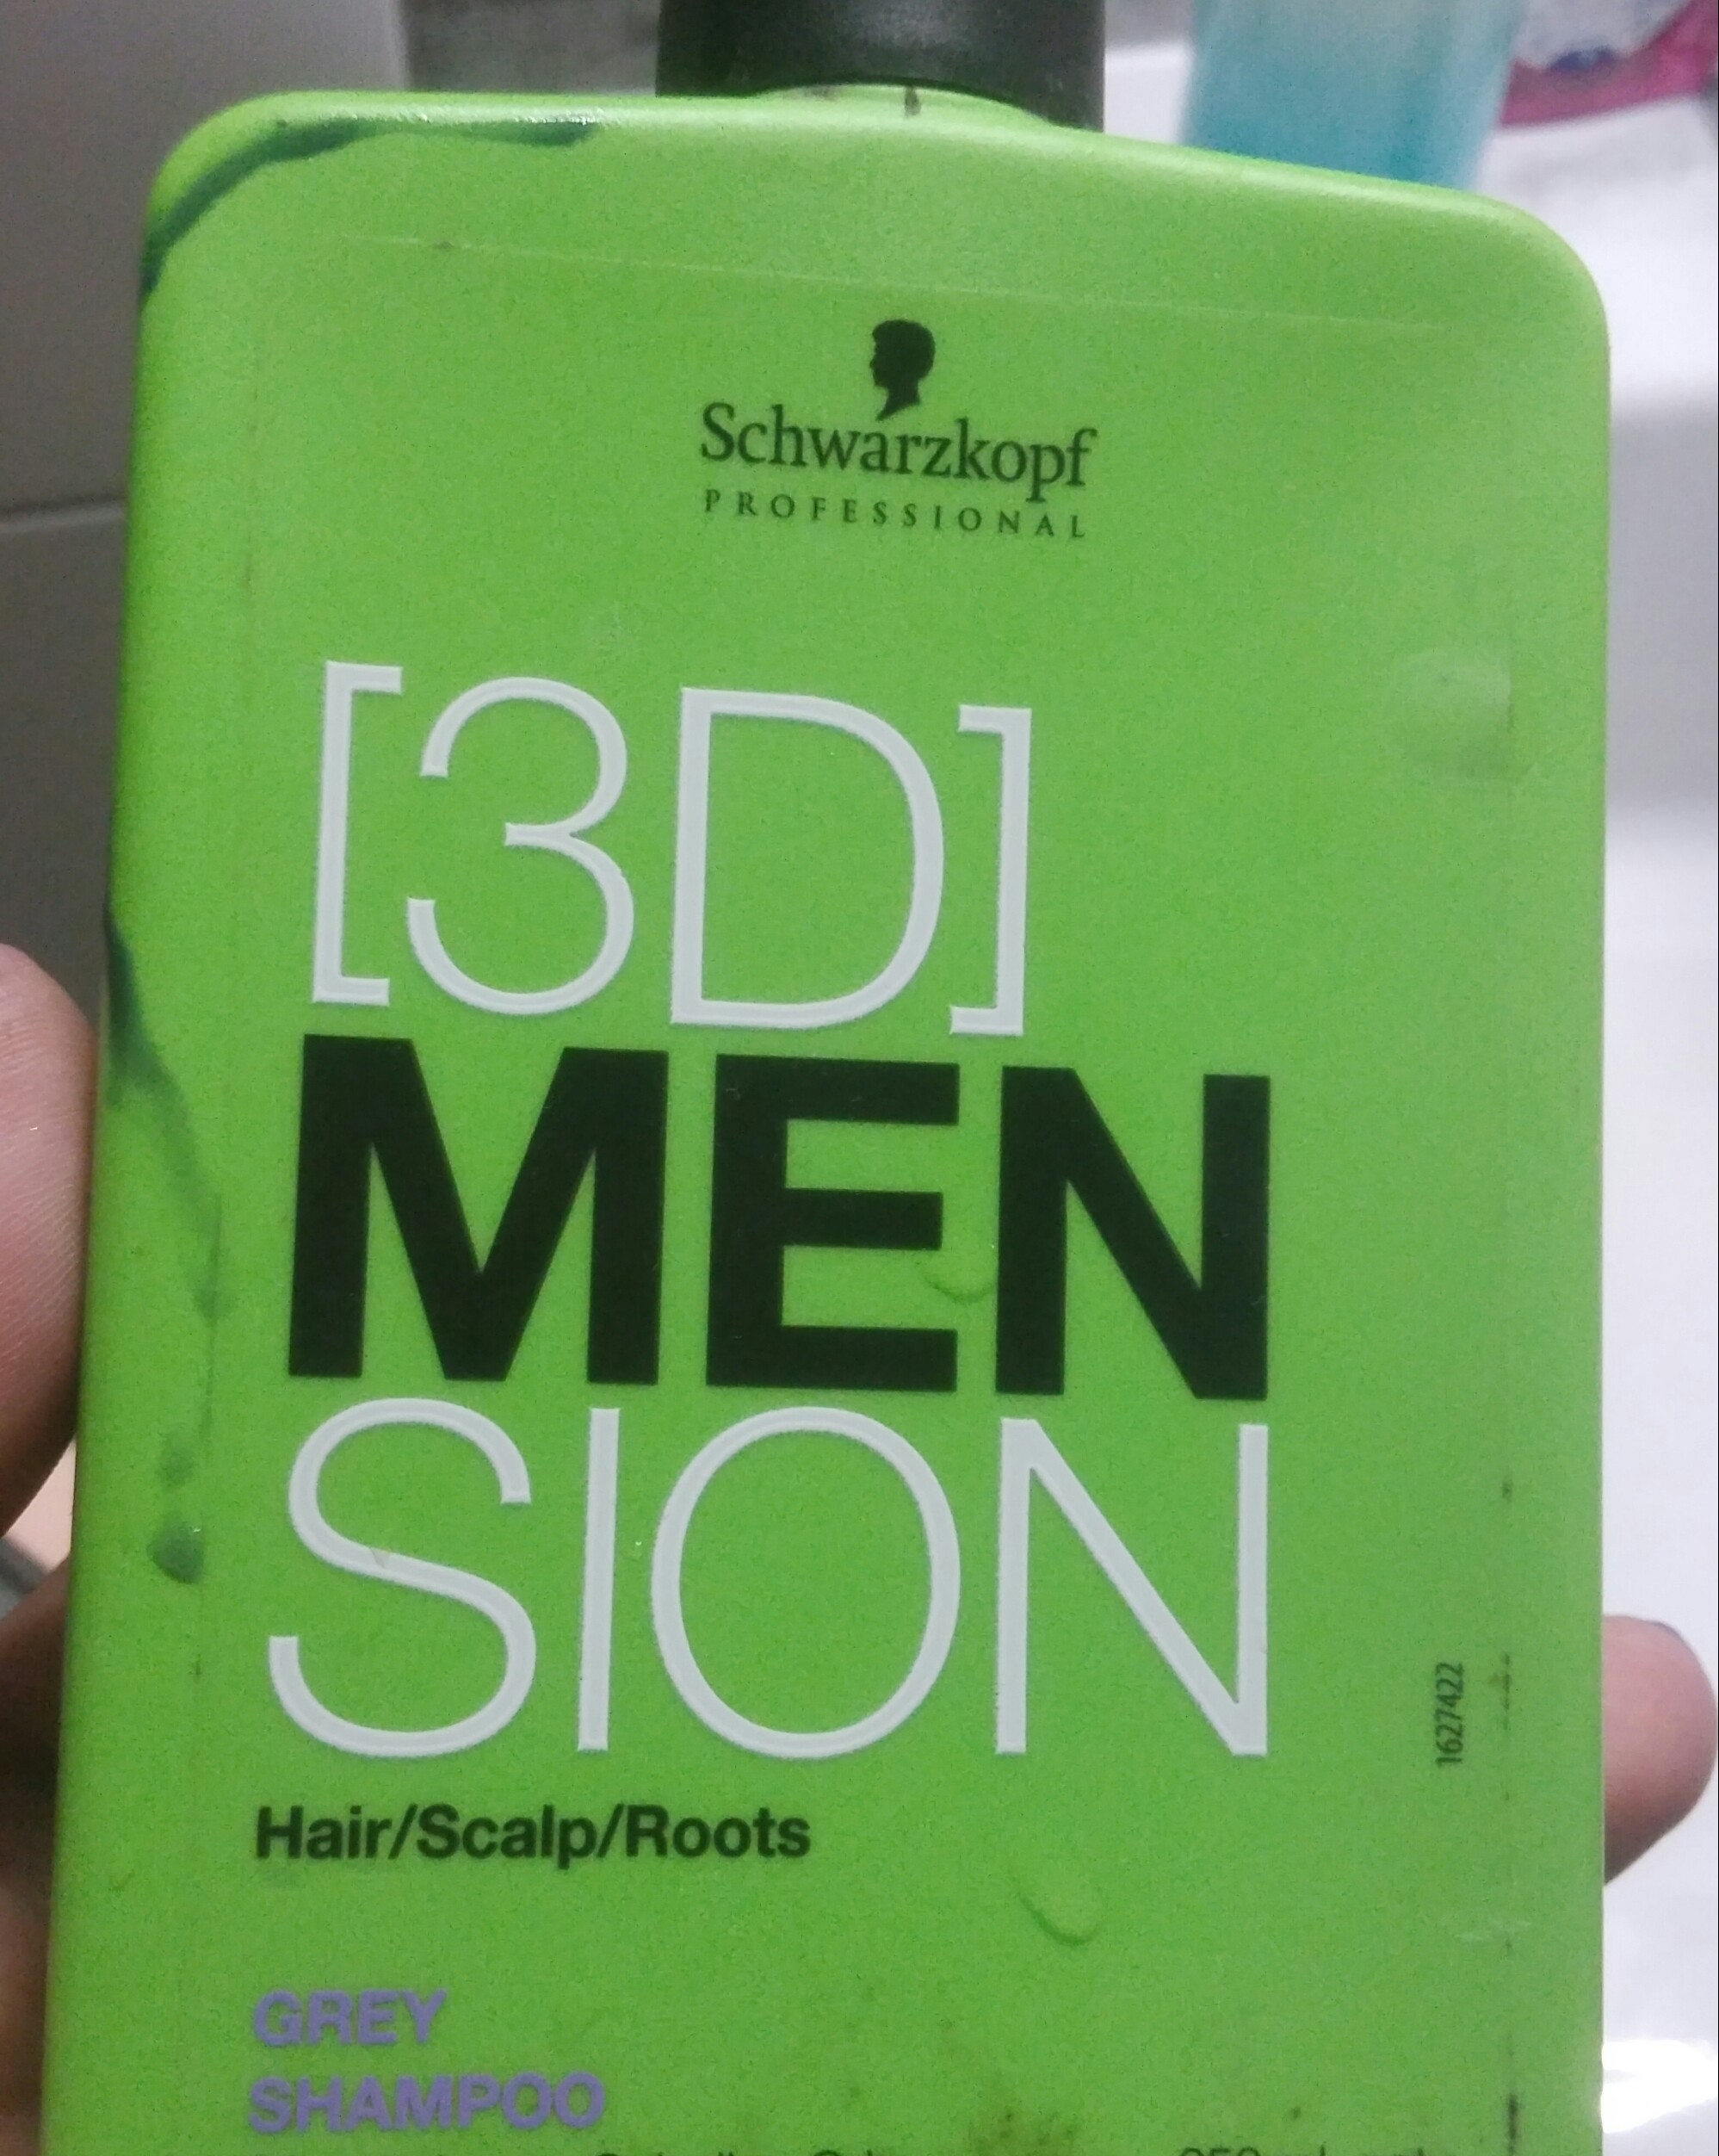 Schwarzkopf
PROFESSIONAL
[3D]
MEN
SION
1627422
Hair/Scalp/Roots
GREY
SHAMPOO